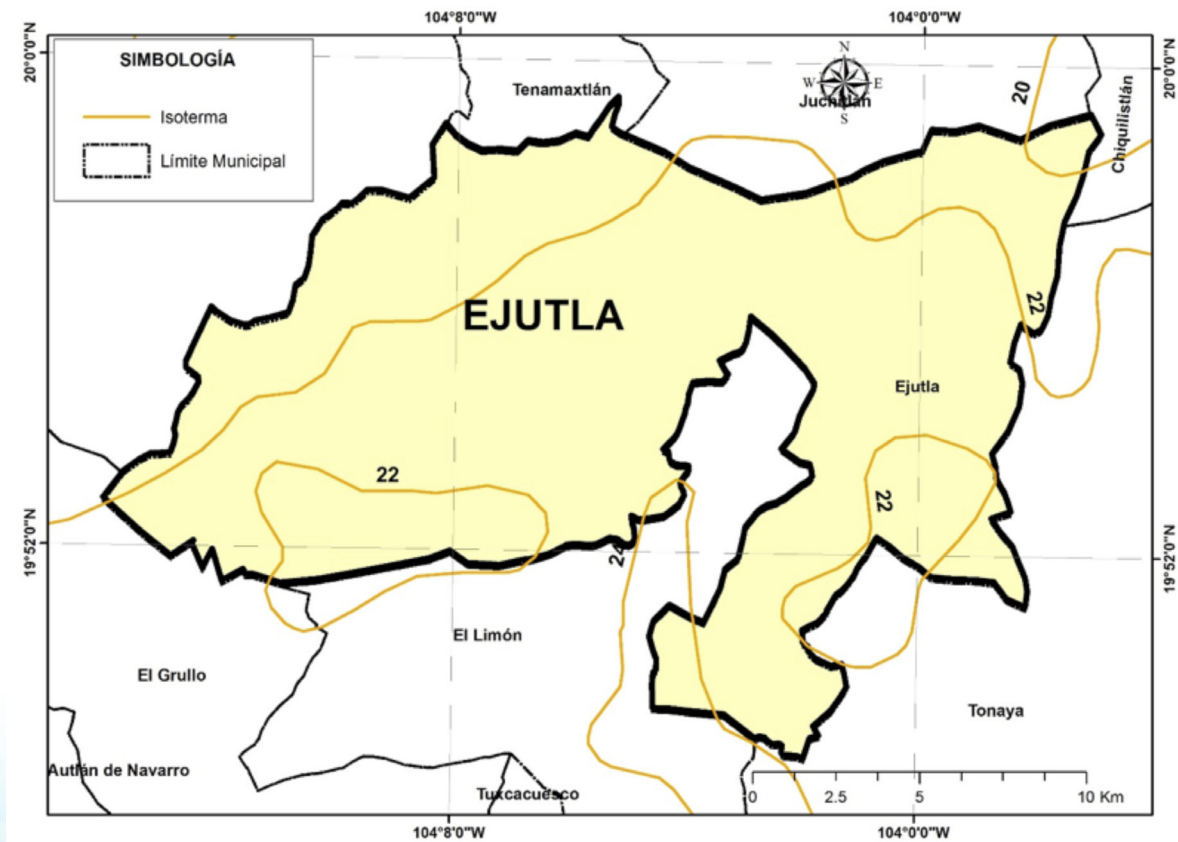 104°8'0"W
104°0'0"W
20°0'0"N
20°0'0"N
SIMBOLOGÍA
Isoterma
Límite Municipal
Tenamaxtlán
N
W
E
S
Juchitlán
20
Chiquilistlán
EJUTLA
22
Ejutla
22
22
24
19°52'0"N
19°52'0"N
El Limón
El Grullo
Tonaya
Autlán de Navarro
Tuxcacuesco
0
2.5
5
10 Km
104°8'0"W
104°0'0"W